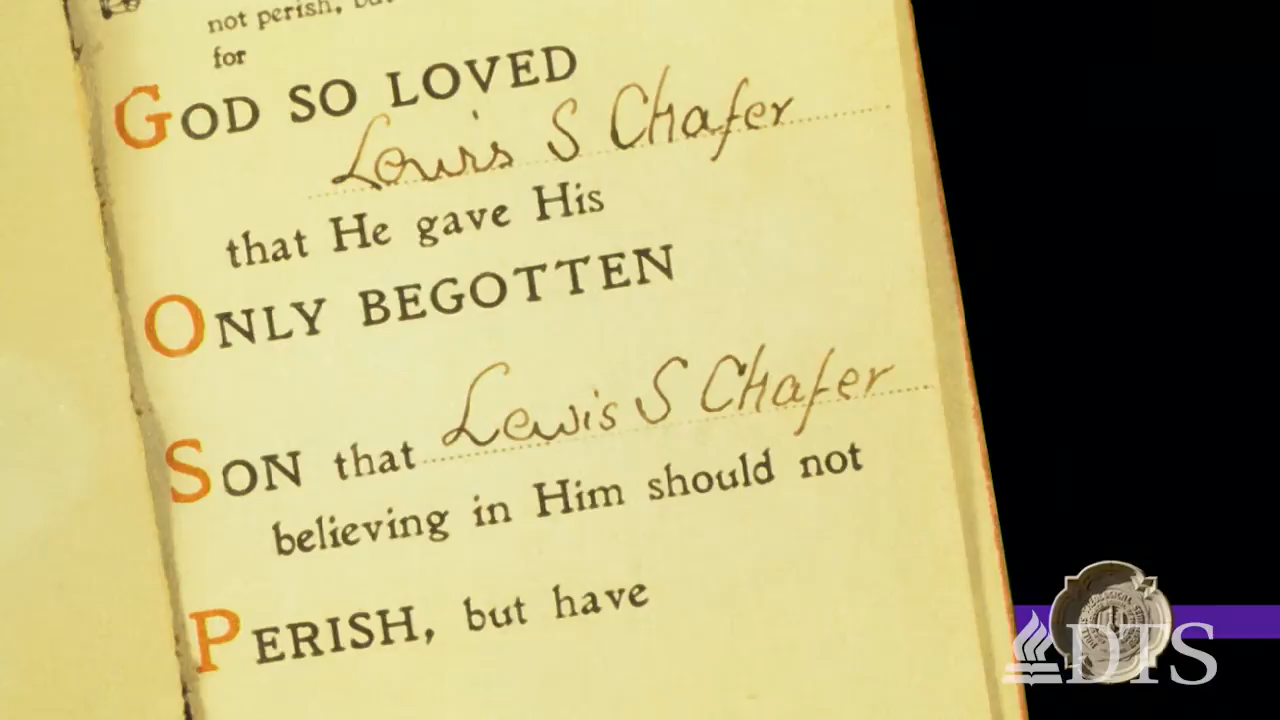 not perish, but
for
GOD SO LOVED
Louis S Chafer
that He gave His
ONLY BEGOTTEN
SON that Lewis S Chafer
believing in Him should not
PERISH, but have
DTS